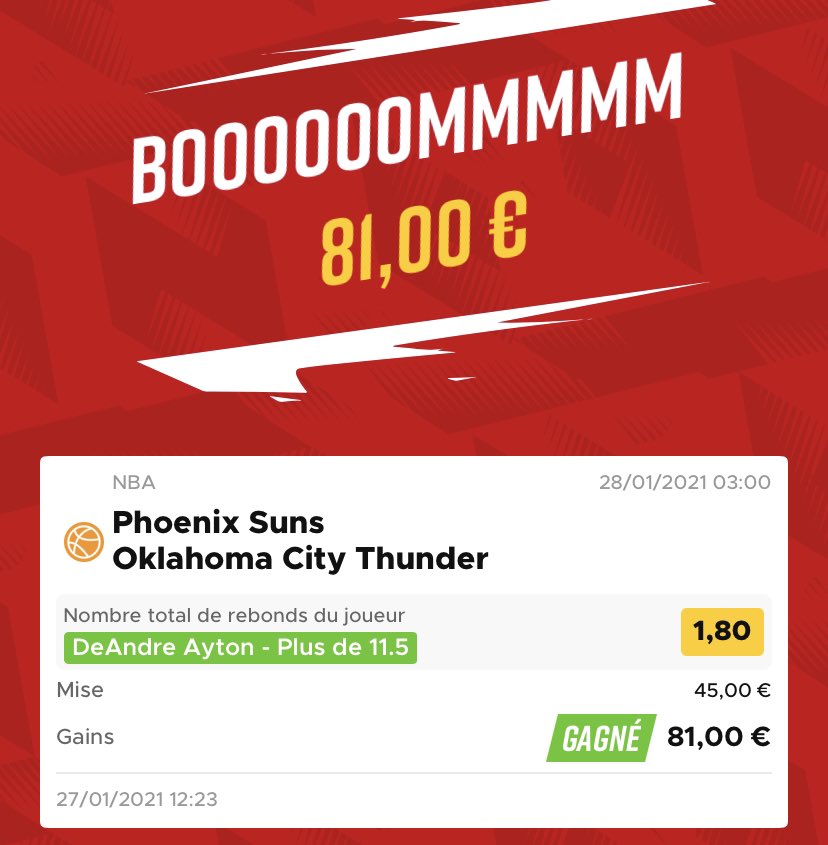 BOOOOOOMMMMM
81,00 €
NBA
28/01/2021 03:00
Phoenix Suns
Oklahoma City Thunder
Nombre total de rebonds du joueur
DeAndre Ayton - Plus de 11.5
1,80
Mise
45,00 €
Gains
GAGNÉ
81,00 €
27/01/2021 12:23